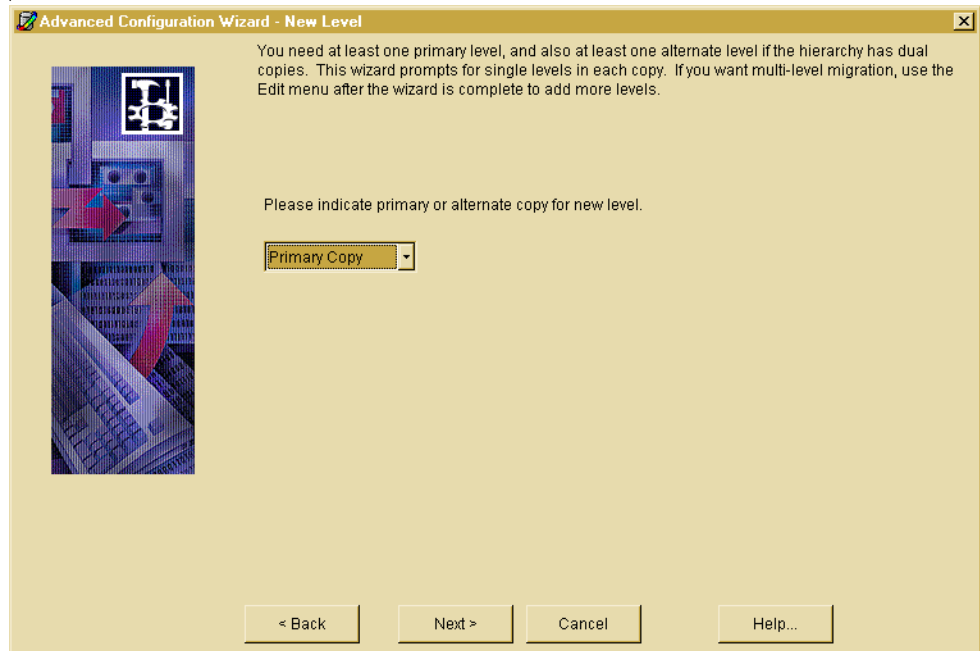 Advanced Configuration Wizard - New Level
You need at least one primary level, and also at least one alternate level if the hierarchy has dual
copies. This wizard prompts for single levels in each copy. If you want multi-level migration, use the
Edit menu after the wizard is complete to add more levels.
Please indicate primary or alternate copy for new level.
Primary Copy
< Back
Next >
Cancel
Help...